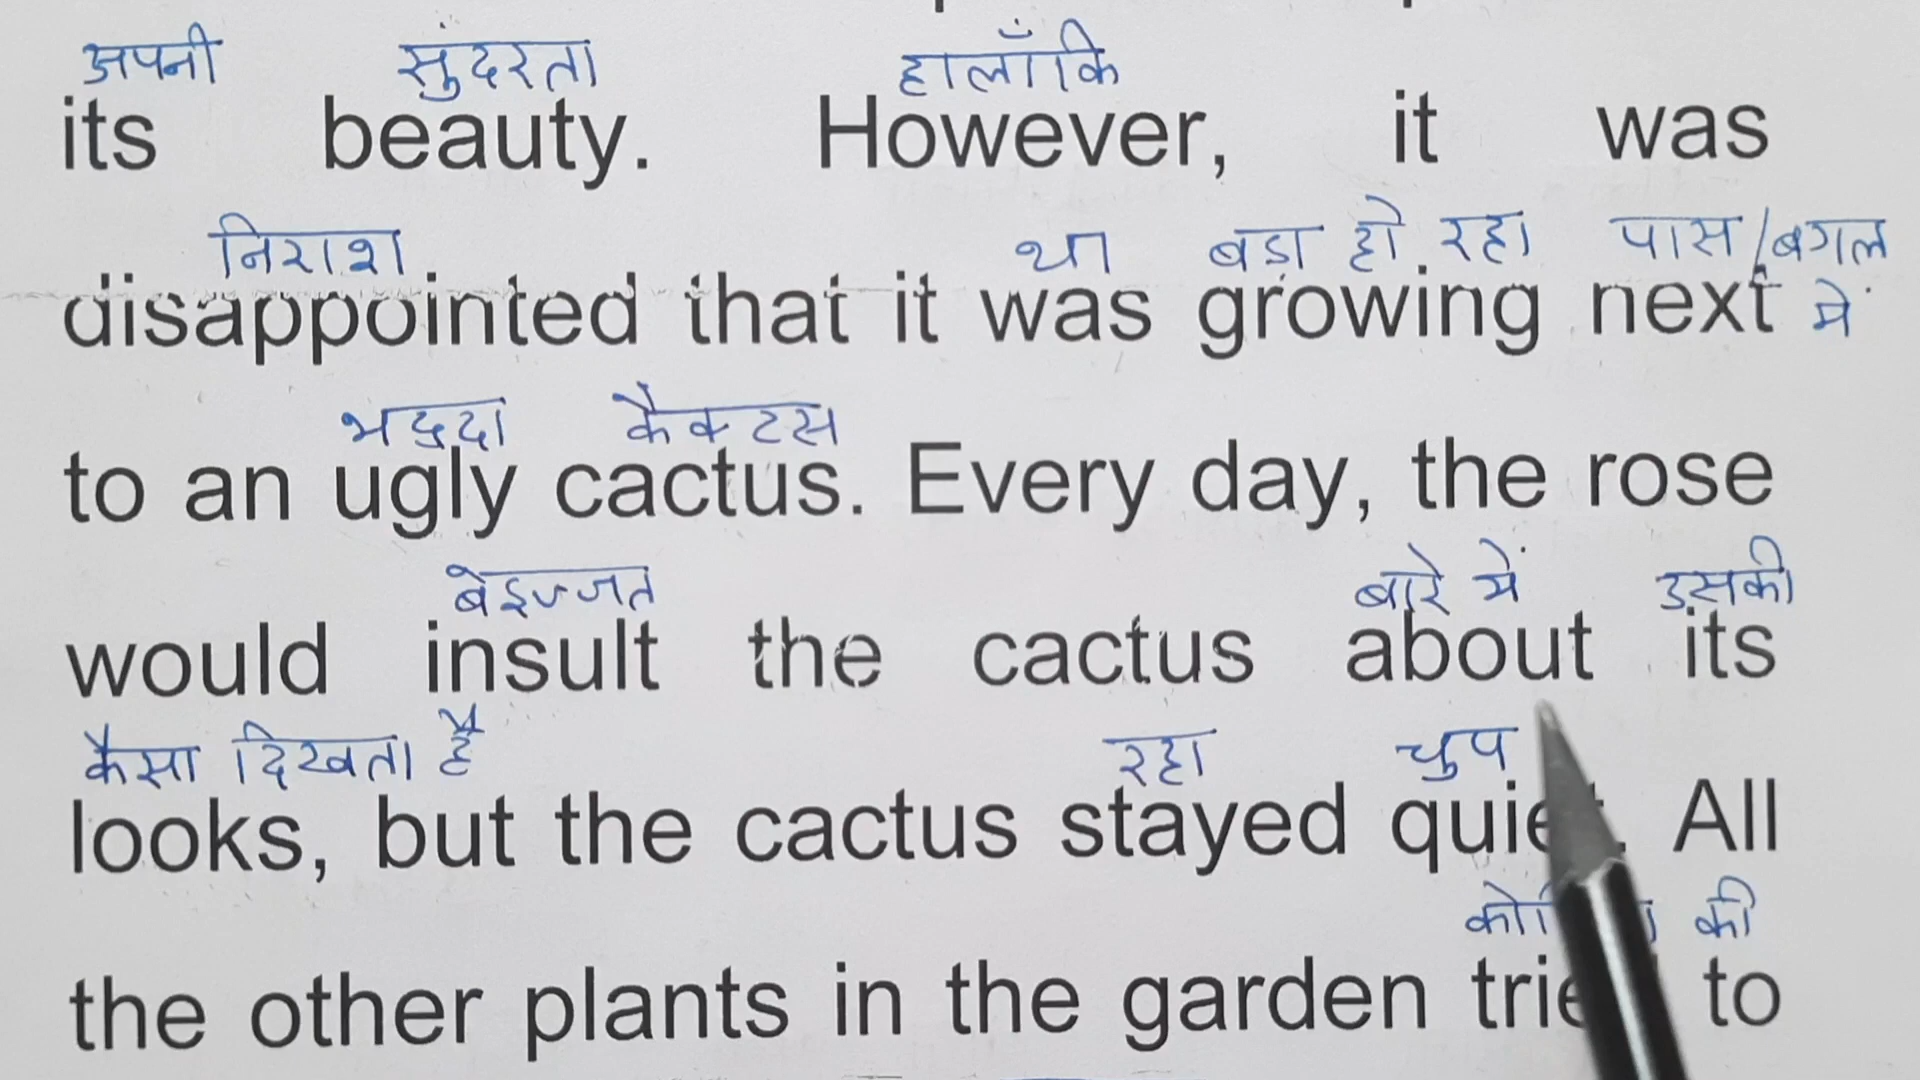 अपनी सुंदरता हालाँकि
its beauty. However, it was
निराश था बड़ा हो रहा पास/बगल
disappointed that it was growing next में
भद्दा कैक्टस
to an ugly cactus. Every day, the rose
बेइज्जत बारे में उसकी
would insult the cactus about its
कैसा दिखता है रहा चुप
looks, but the cactus stayed quiet. All
की
the other plants in the garden to